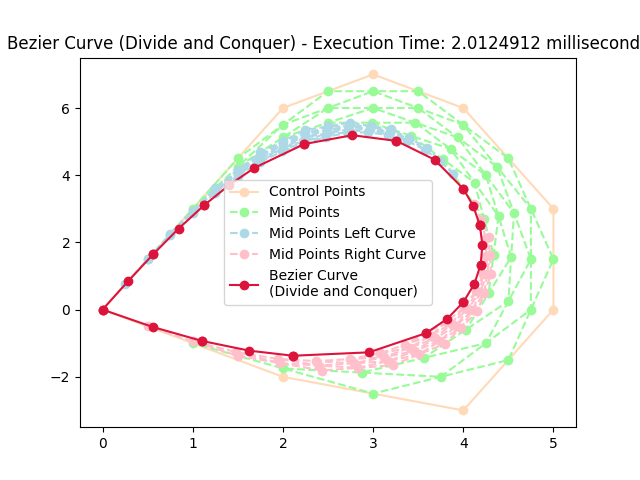 Bezier Curve (Divide and Conquer) - Execution Time: 2.0124912 millisecond
6
4
2
0
−2
Control Points
Mid Points
Mid Points Left Curve
Mid Points Right Curve
Bezier Curve
(Divide and Conquer)
0 1 2 3 4 5